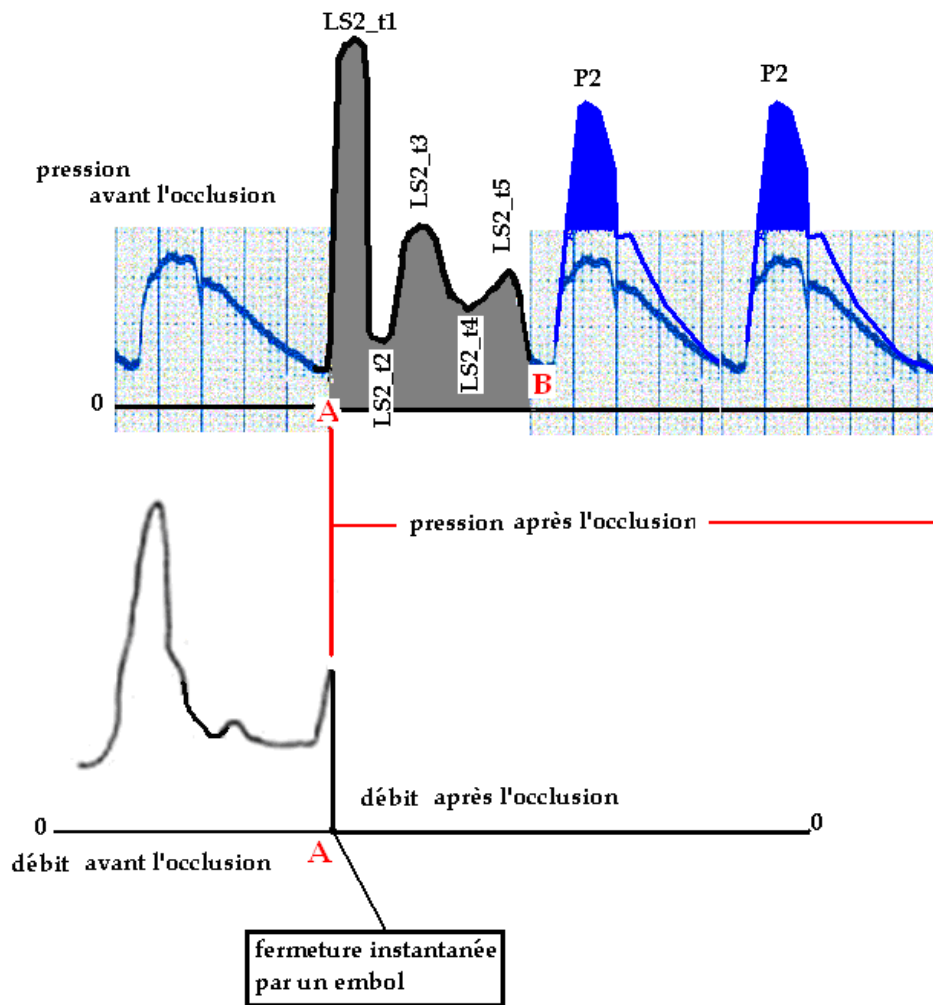 LS2_t1
P2
P2
LS2_t3
LS2_t5
pression
avant l'occlusion
LS2_t4
LS2_t2
0
A
B
pression après l'occlusion
débit après l'occlusion
0
0
débit avant l'occlusion
A
fermeture instantanée
par un embol